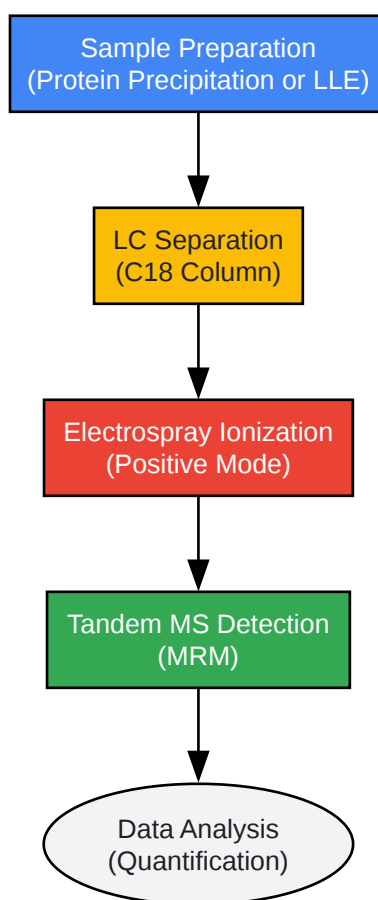 Sample Preparation
(Protein Precipitation or LLE)
LC Separation
(C18 Column)
Electrospray Ionization
(Positive Mode)
Tandem MS Detection
(MRM)
Data Analysis
(Quantification)